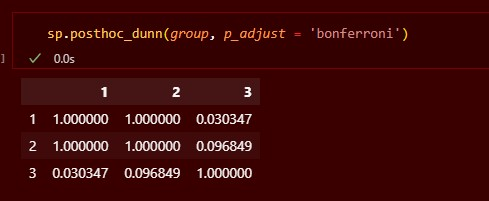 sp.posthoc_dunn(group, p_adjust = 'bonferroni')
] ✓ 0.0s
1 2 3
1 1.000000 1.000000 0.030347
2 1.000000 1.000000 0.096849
3 0.030347 0.096849 1.000000